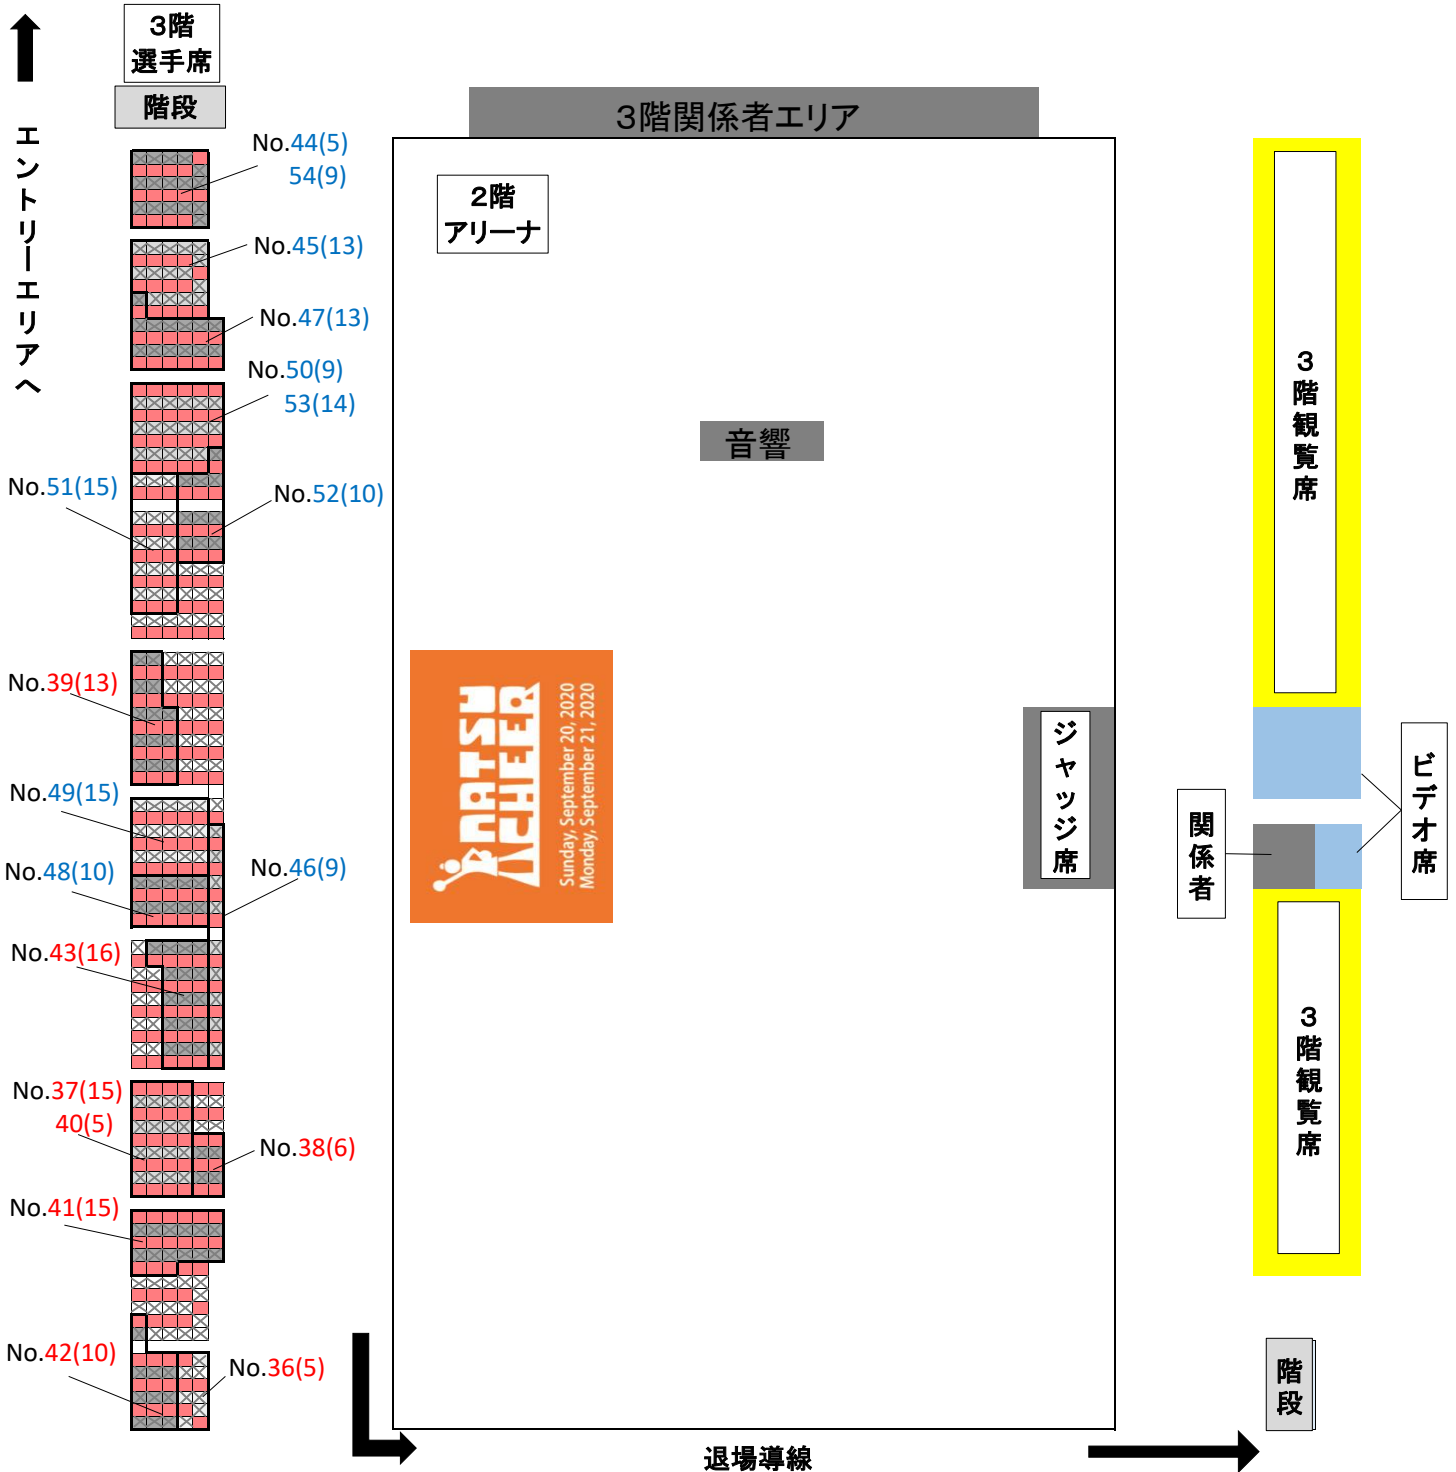 3階
選手席
階段
エントリーエリアへ
3階関係者エリア
2階
アリーナ
音響
No.44(5)
54(9)
No.45(13)
No.47(13)
No.50(9)
53(14)
No.51(15)
No.52(10)
No.39(13)
No.49(15)
No.48(10)
No.46(9)
No.43(16)
No.37(15)
40(5)
No.38(6)
No.41(15)
No.42(10)
No.36(5)
Sunday, September 20, 2020
Monday, September 21, 2020
ジャッジ席
3階観覧席
ビデオ席
関係者
3階観覧席
階段
退場導線